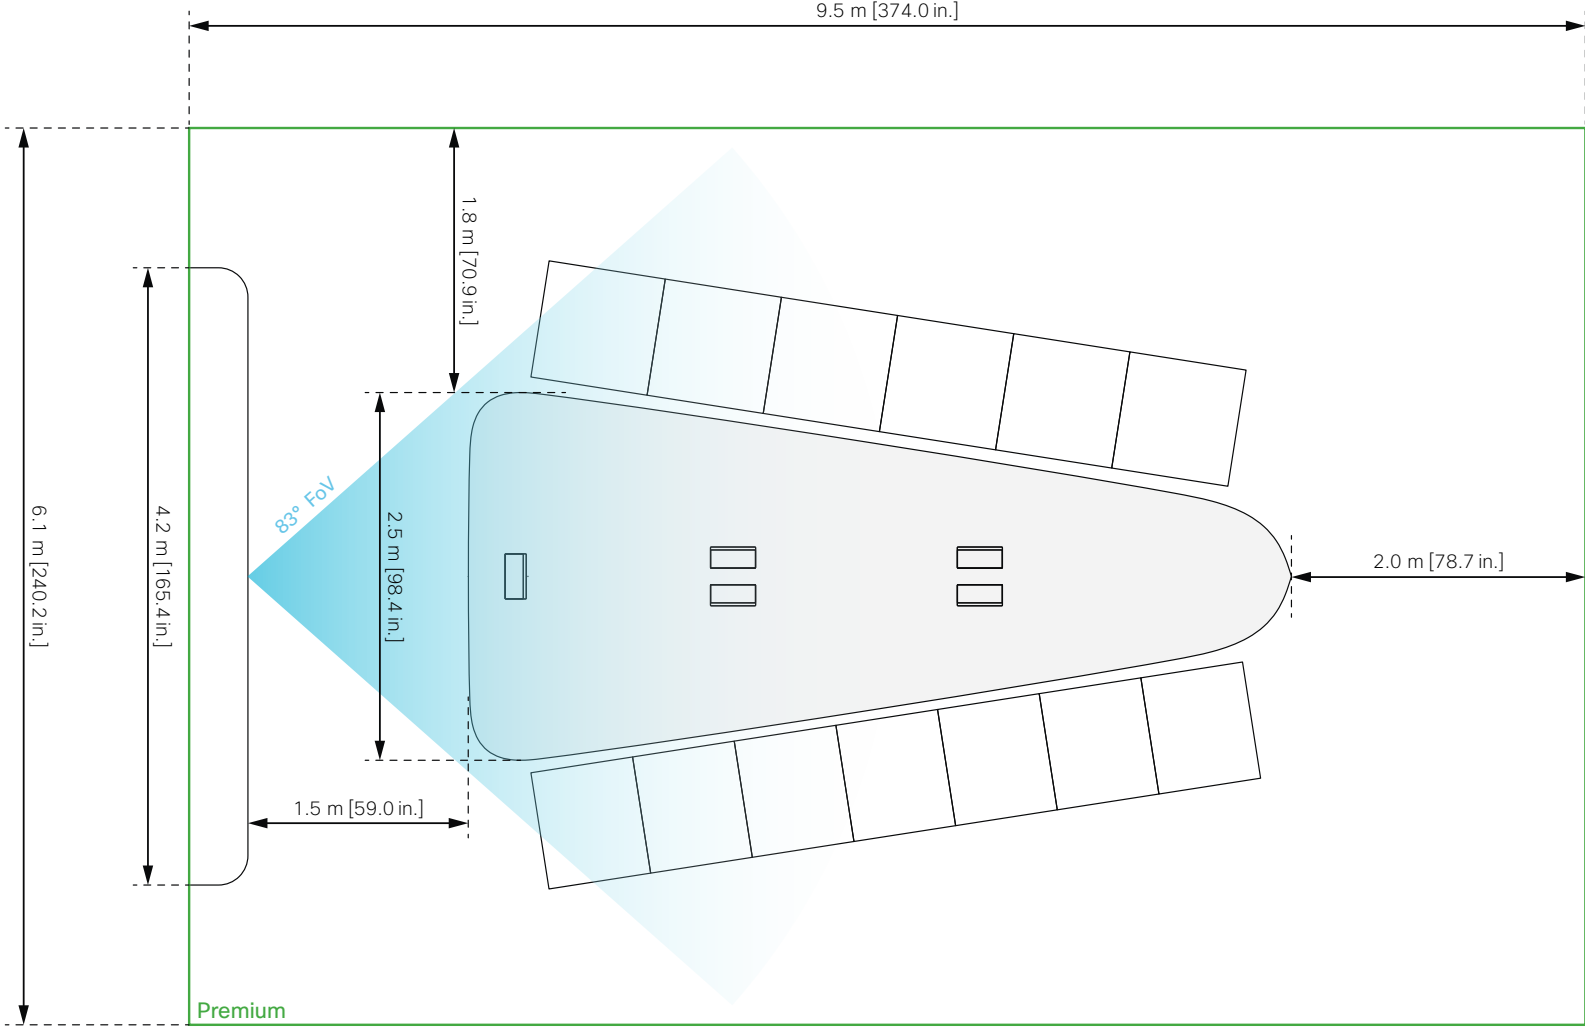 9.5 m [374.0 in.]
1.8 m [70.9 in.]
83° FoV
6.1 m [240.2 in.]
4.2 m [165.4 in.]
2.5 m [98.4 in.]
2.0 m [78.7 in.]
1.5 m [59.0 in.]
Premium